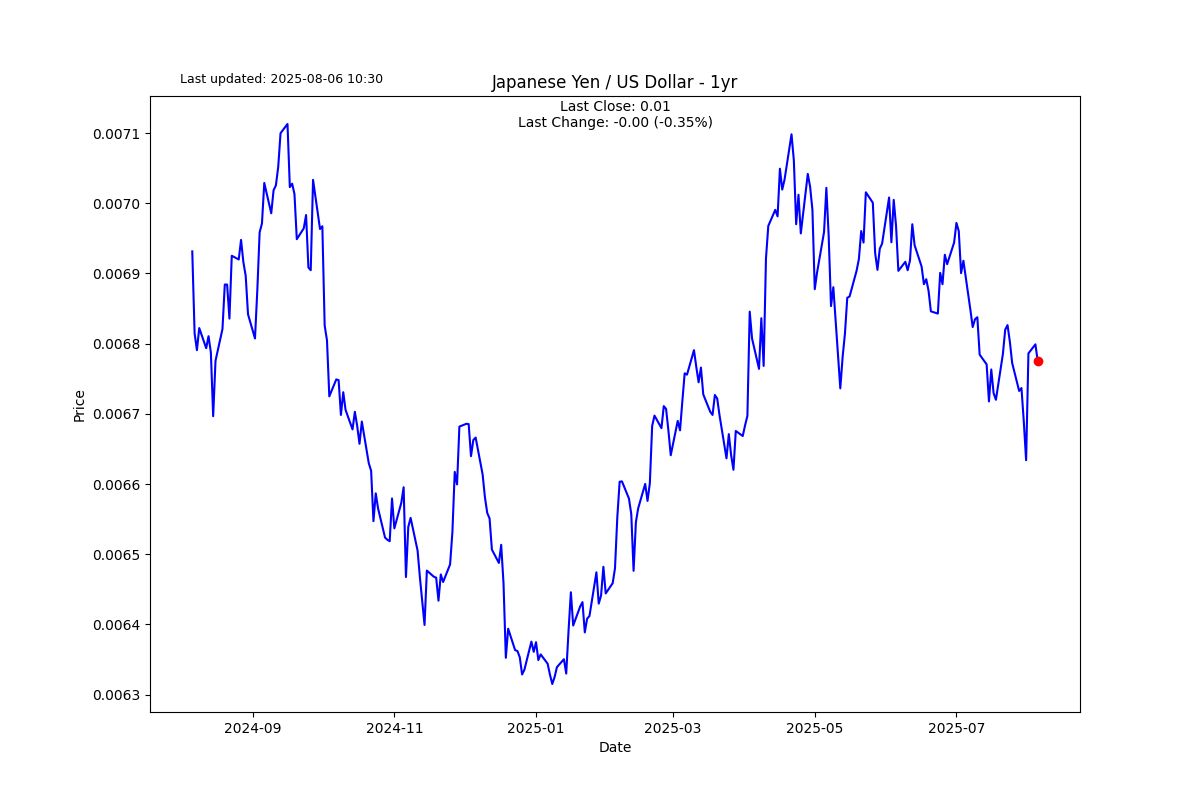 Last updated: 2025-08-06 10:30
Japanese Yen / US Dollar - 1yr
Last Close: 0.01
Last Change: -0.00 (-0.35%)
0.0071
0.0070
0.0069
0.0068
0.0067
0.0066
0.0065
0.0064
0.0063
Price
2024-09
2024-11
2025-01
2025-03
2025-05
2025-07
Date